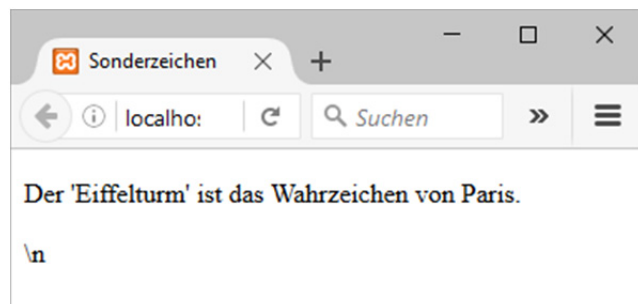 Sonderzeichen
localho:
Suchen
Der 'Eiffelturm' ist das Wahrzeichen von Paris.
\n